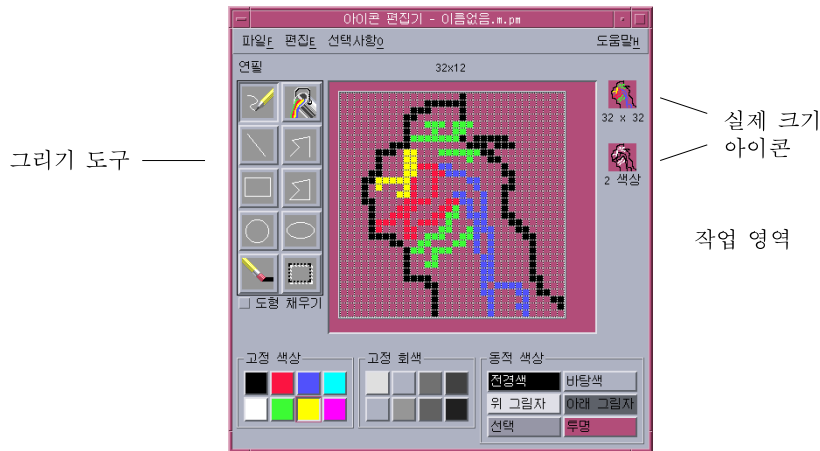 아이콘 편집기 - 이름없음.m.pm
파일F 편집E 선택사항O 도움말H
연필 32x12
32 x 32
실제 크기
아이콘
2 색상
그리기 도구
작업 영역
도형 채우기
고정 색상 고정 회색 동적 색상
전경색 바탕색
위 그림자 아래 그림자
선택 투명